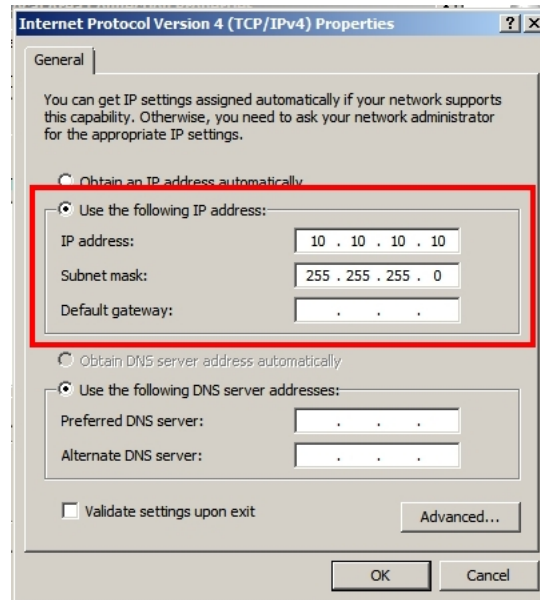 Internet Protocol Version 4 (TCP/IPv4) Properties
General
You can get IP settings assigned automatically if your network supports
this capability. Otherwise, you need to ask your network administrator
for the appropriate IP settings.
Obtain an IP address automatically
Use the following IP address:
IP address: 10 . 10 . 10 . 10
Subnet mask: 255 . 255 . 255 . 0
Default gateway: . . .
Obtain DNS server address automatically
Use the following DNS server addresses:
Preferred DNS server: . . .
Alternate DNS server: . . .
Validate settings upon exit
Advanced...
OK Cancel